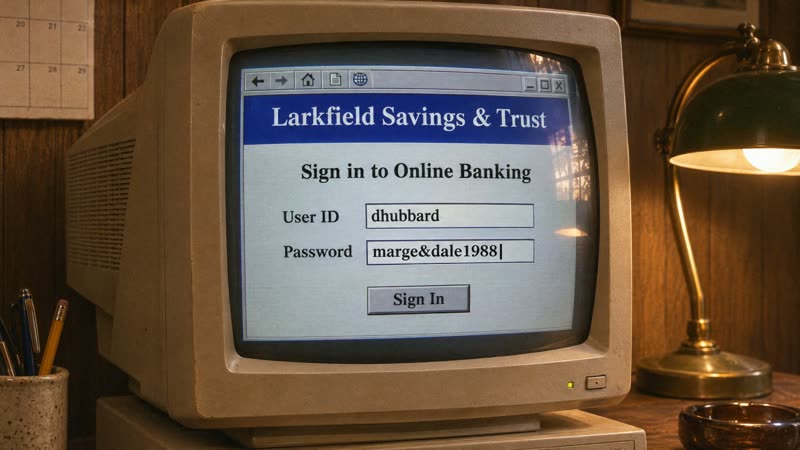 20 21 22
27 28 29
Larkfield Savings & Trust
Sign in to Online Banking
User ID dhubbard
Password marge&dale1988
Sign In